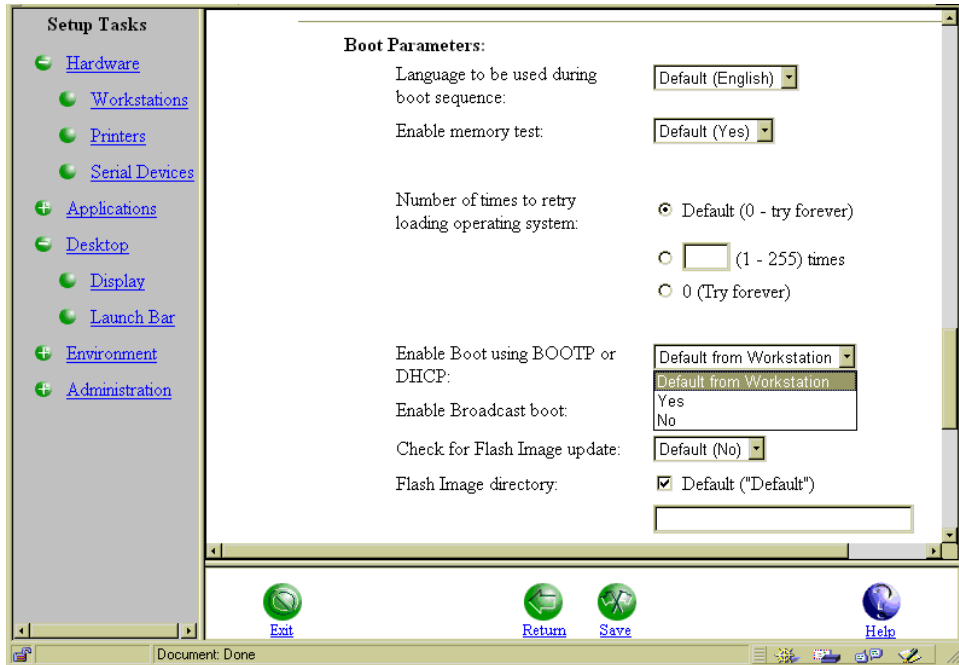 Setup Tasks
Hardware
Workstations
Printers
Serial Devices
Applications
Desktop
Display
Launch Bar
Environment
Administration
Boot Parameters:
Language to be used during
boot sequence:
Default (English)
Enable memory test:
Default (Yes)
Number of times to retry
loading operating system:
Default (0 - try forever)
(1 - 255) times
0 (Try forever)
Enable Boot using BOOTP or
DHCP:
Default from Workstation
Default from Workstation
Yes
No
Enable Broadcast boot:
Check for Flash Image update:
Default (No)
Flash Image directory:
Default ("Default")
Exit
Return
Save
Help
Document: Done